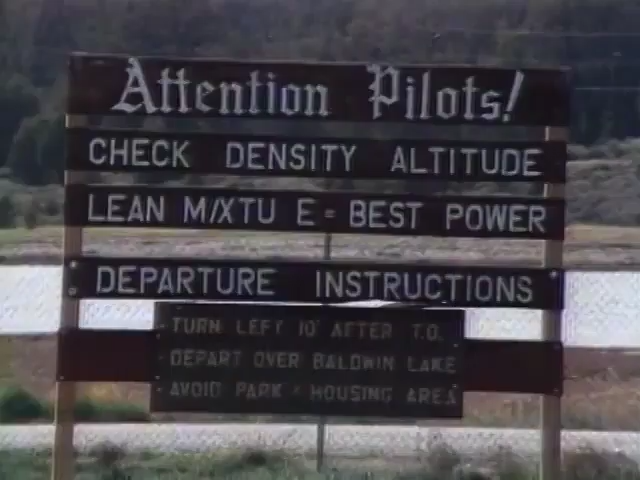 Attention Pilots!
CHECK DENSITY ALTITUDE
LEAN MIXTU E = BEST POWER
DEPARTURE INSTRUCTIONS
- TURN LEFT 10° AFTER T.O.
- DEPART OVER BALDWIN LAKE
- AVOID PARK & HOUSING AREA